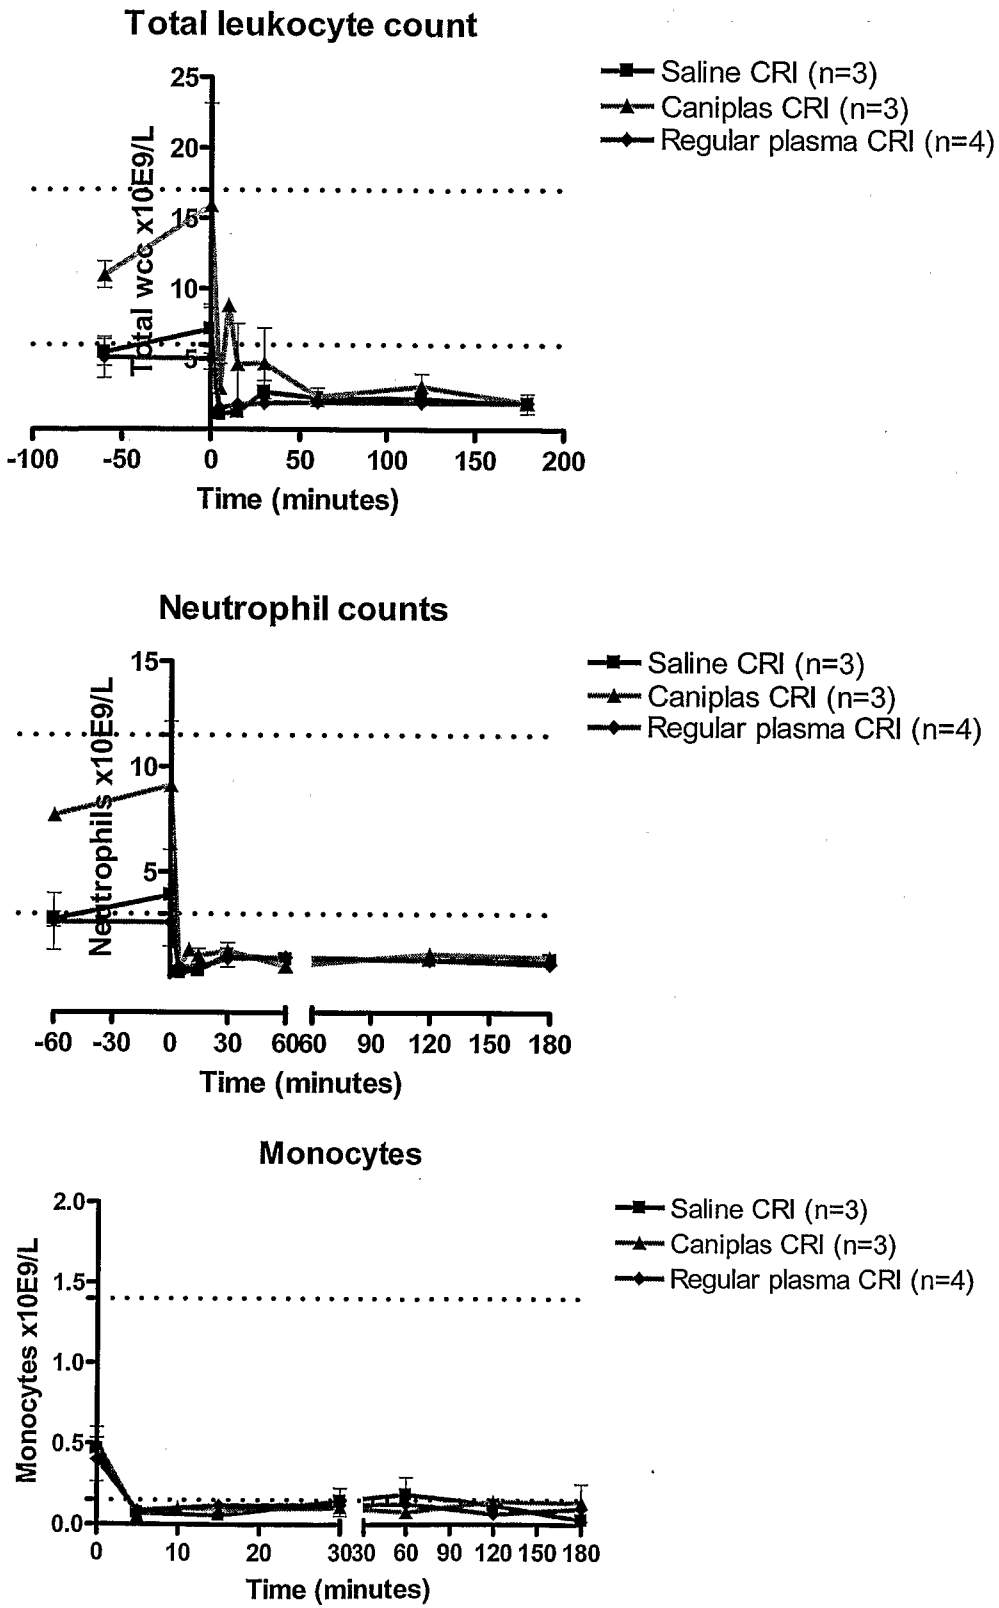 Total leukocyte count
Saline CRI (n=3)
Caniplas CRI (n=3)
Regular plasma CRI (n=4)
Total wcc x10E9/L
25
20
15
10
5
-100 -50 0 50 100 150 200
Time (minutes)
Neutrophil counts
Saline CRI (n=3)
Caniplas CRI (n=3)
Regular plasma CRI (n=4)
Neutrophils x10E9/L
15
10
5
-60 -30 0 30 60 60 90 120 150 180
Time (minutes)
Monocytes
Saline CRI (n=3)
Caniplas CRI (n=3)
Regular plasma CRI (n=4)
Monocytes x10E9/L
2.0
1.5
1.0
0.5
0.0
0 10 20 30 30 60 90 120 150 180
Time (minutes)